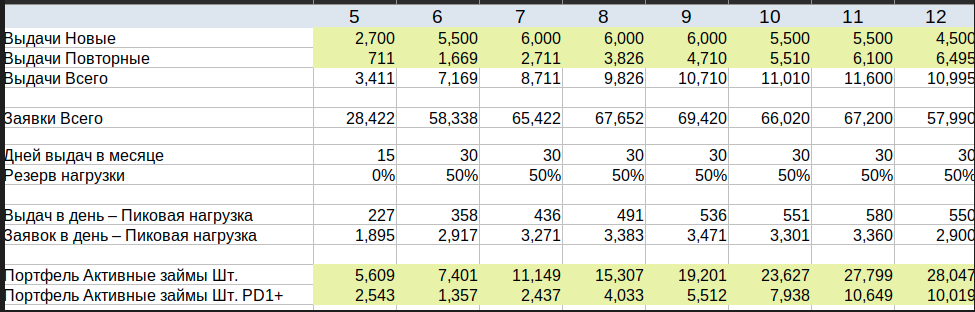 5 6 7 8 9 10 11 12
Выдачи Новые 2,700 5,500 6,000 6,000 6,000 5,500 5,500 4,500
Выдачи Повторные 711 1,669 2,711 3,826 4,710 5,510 6,100 6,495
Выдачи Всего 3,411 7,169 8,711 9,826 10,710 11,010 11,600 10,995
Заявки Всего 28,422 58,338 65,422 67,652 69,420 66,020 67,200 57,990
Дней выдач в месяце 15 30 30 30 30 30 30 30
Резерв нагрузки 0% 50% 50% 50% 50% 50% 50% 50%
Выдач в день – Пиковая нагрузка 227 358 436 491 536 551 580 550
Заявок в день – Пиковая нагрузка 1,895 2,917 3,271 3,383 3,471 3,301 3,360 2,900
Портфель Активные займы Шт. 5,609 7,401 11,149 15,307 19,201 23,627 27,799 28,047
Портфель Активные займы Шт. PD1+ 2,543 1,357 2,437 4,033 5,512 7,938 10,649 10,019